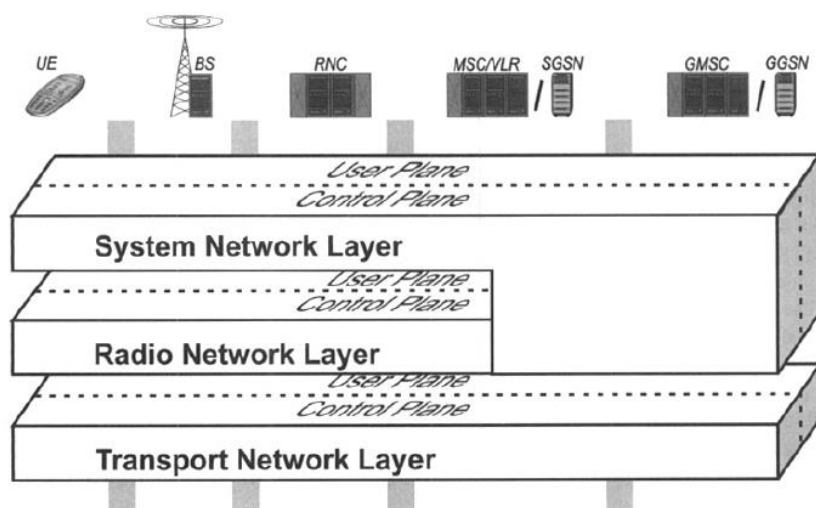 UE
BS
RNC
MSC/VLR
/
SGSN
GMSC
/
GGSN
User Plane
Control Plane
System Network Layer
User Plane
Control Plane
Radio Network Layer
User Plane
Control Plane
Transport Network Layer